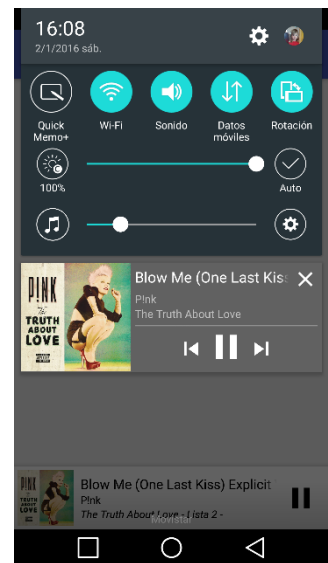 16:08
2/1/2016 sáb.
Quick Memo+
Wi-Fi
Sonido
Datos móviles
Rotación
100%
Auto
P!NK
The
TRUTH
ABOUT
LOVE
Blow Me (One Last Kis
P!nk
The Truth About Love
P!NK
TRUTH
ABOUT
LOVE
Blow Me (One Last Kiss) Explicit
P!nk
The Truth About Love - Lista 2 -
Movistar